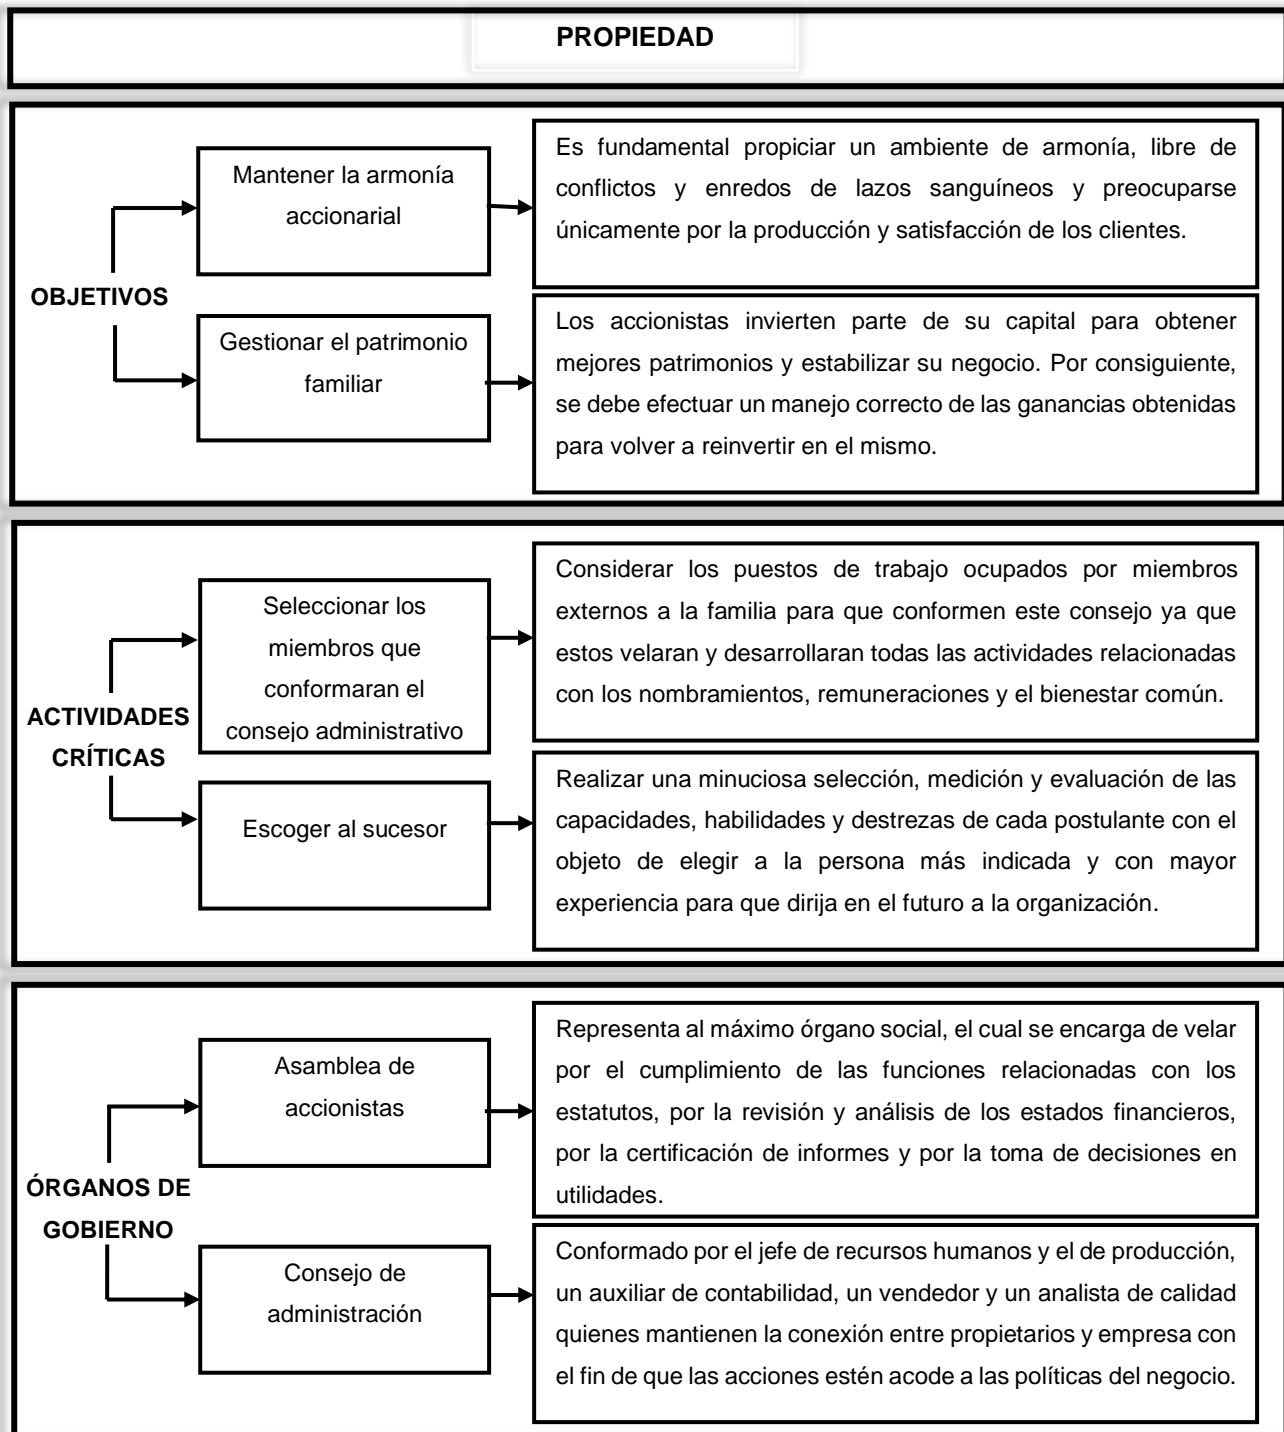 PROPIEDAD
OBJETIVOS
Mantener la armonía
accionarial
Es fundamental propiciar un ambiente de armonía, libre de
conflictos y enredos de lazos sanguíneos y preocuparse
únicamente por la producción y satisfacción de los clientes.
Gestionar el patrimonio
familiar
Los accionistas invierten parte de su capital para obtener
mejores patrimonios y estabilizar su negocio. Por consiguiente,
se debe efectuar un manejo correcto de las ganancias obtenidas
para volver a reinvertir en el mismo.
ACTIVIDADES
CRÍTICAS
Seleccionar los
miembros que
conformaran el
consejo administrativo
Considerar los puestos de trabajo ocupados por miembros
externos a la familia para que conformen este consejo ya que
estos velaran y desarrollaran todas las actividades relacionadas
con los nombramientos, remuneraciones y el bienestar común.
Escoger al sucesor
Realizar una minuciosa selección, medición y evaluación de las
capacidades, habilidades y destrezas de cada postulante con el
objeto de elegir a la persona más indicada y con mayor
experiencia para que dirija en el futuro a la organización.
ÓRGANOS DE
GOBIERNO
Asamblea de
accionistas
Representa al máximo órgano social, el cual se encarga de velar
por el cumplimiento de las funciones relacionadas con los
estatutos, por la revisión y análisis de los estados financieros,
por la certificación de informes y por la toma de decisiones en
utilidades.
Consejo de
administración
Conformado por el jefe de recursos humanos y el de producción,
un auxiliar de contabilidad, un vendedor y un analista de calidad
quienes mantienen la conexión entre propietarios y empresa con
el fin de que las acciones estén acode a las políticas del negocio.